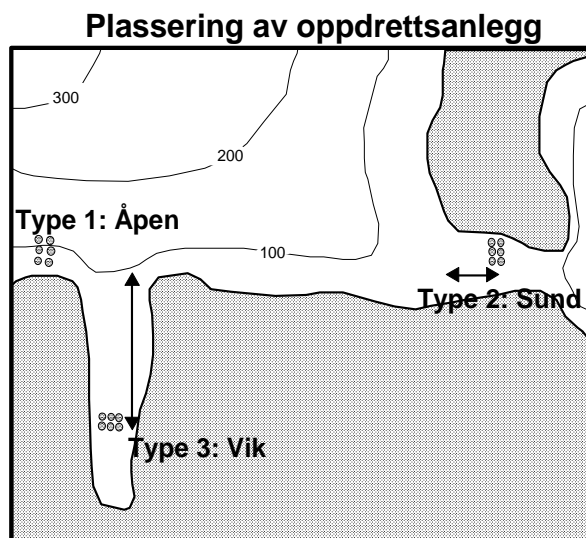 Plassering av oppdrettsanlegg
300
200
Type 1: Åpen
100
Type 2: Sund
Type 3: Vik